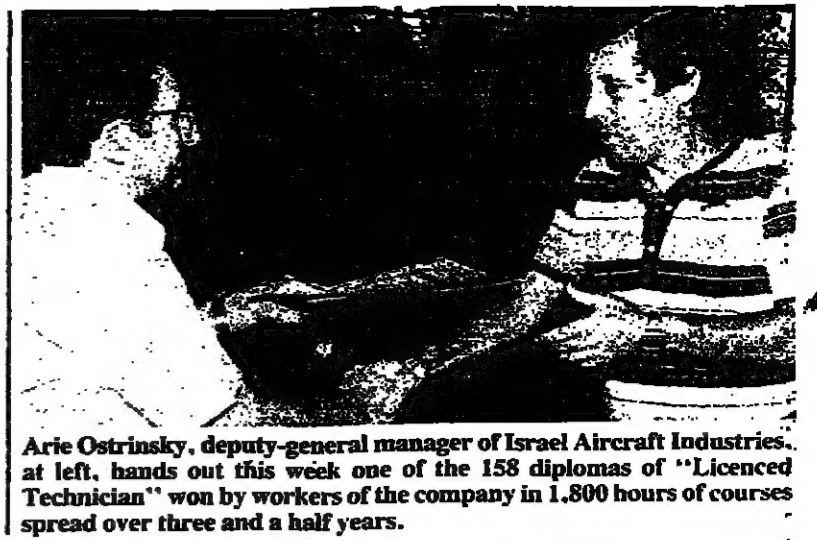 Arie Ostrinsky, deputy-general manager of Israel Aircraft Industries,
at left, hands out this week one of the 158 diplomas of "Licenced
Technician" won by workers of the company in 1,800 hours of courses
spread over three and a half years.